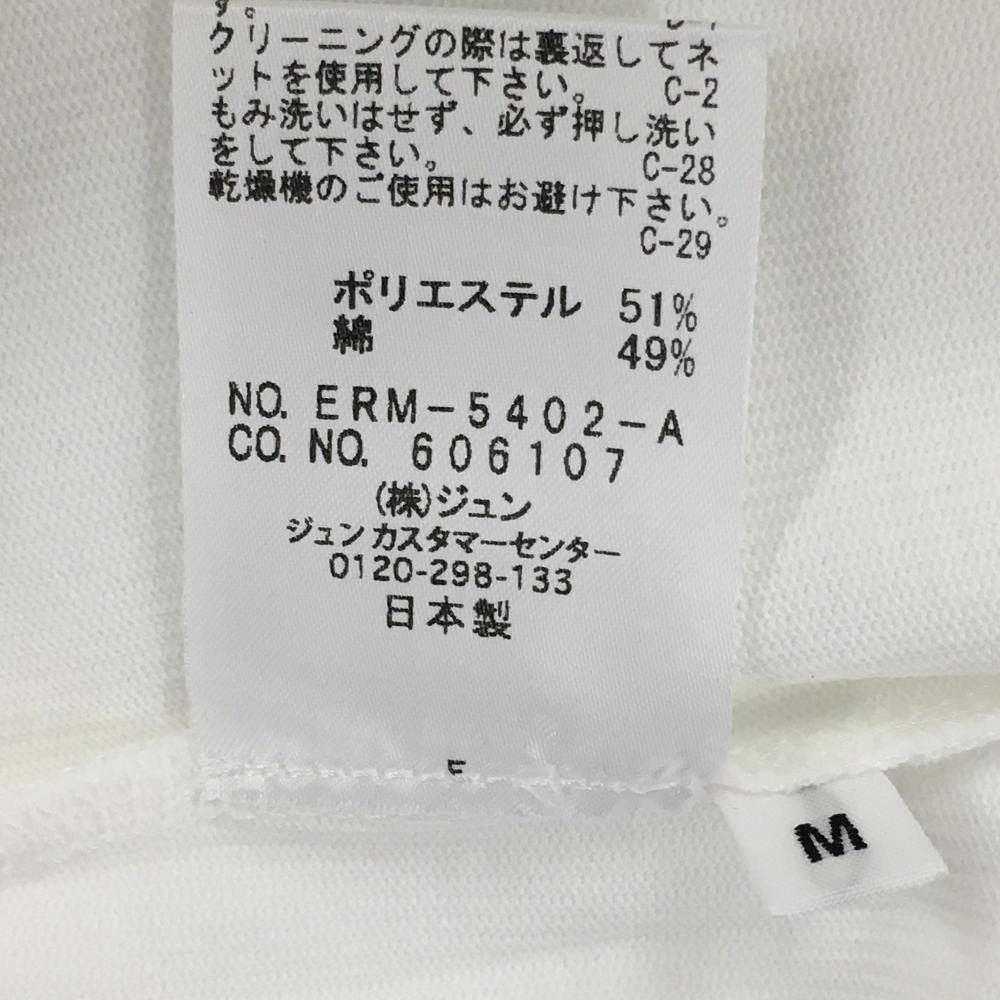 す。
クリーニングの際は裏返してネ
ットを使用して下さい。 C-2
もみ洗いはせず、必ず押し洗い
をして下さい。 C-28
乾燥機のご使用はお避け下さい。
C-29
ポリエステル 51%
綿 49%
NO. ERM-5402-A
CO. NO. 606107
(株)ジュン
ジュン カスタマーセンター
0120-298-133
日本製
M